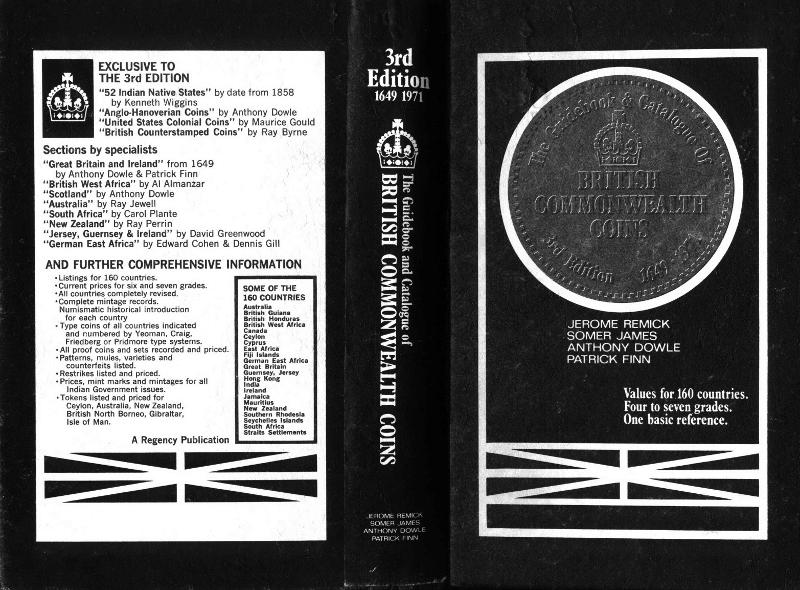 EXCLUSIVE TO
THE 3rd EDITION
"52 Indian Native States" by date from 1858
by Kenneth Wiggins
"Anglo-Hanoverian Coins" by Anthony Dowle
"United States Colonial Coins" by Maurice Gould
"British Counterstamped Coins" by Ray Byrne
Sections by specialists
"Great Britain and Ireland" from 1649
by Anthony Dowle & Patrick Finn
"British West Africa" by Al Almanzar
"Scotland" by Anthony Dowle
"Australia" by Ray Jewell
"South Africa" by Carol Plante
"New Zealand" by Ray Perrin
"Jersey, Guernsey & Ireland" by David Greenwood
"German East Africa" by Edward Cohen & Dennis Gill
AND FURTHER COMPREHENSIVE INFORMATION
•Listings for 160 countries.
•Current prices for six and seven grades.
•All countries completely revised.
•Complete mintage records.
Numismatic historical introduction
for each country
•Type coins of all countries indicated
and numbered by Yeoman, Craig,
Friedberg or Pridmore type systems.
•All proof coins and sets recorded and priced.
•Patterns, mules, varieties and
counterfeits listed.
•Restrikes listed and priced.
•Prices, mint marks and mintages for all
Indian Government issues.
•Tokens listed and priced for
Ceylon, Australia, New Zealand,
British North Borneo, Gibraltar,
Isle of Man.
SOME OF THE
160 COUNTRIES
Australia
British Guiana
British Honduras
British West Africa
Canada
Ceylon
Cyprus
East Africa
Fiji Islands
German East Africa
Great Britain
Guernsey, Jersey
Hong Kong
India
Ireland
Jamaica
Mauritius
New Zealand
Southern Rhodesia
Seychelles Islands
South Africa
Straits Settlements
A Regency Publication
3rd
Edition
1649 1971
The Guidebook and Catalogue of
BRITISH COMMONWEALTH COINS
JEROME REMICK
SOMER JAMES
ANTHONY DOWLE
PATRICK FINN
The Guidebook & Catalogue Of
BRITISH
COMMONWEALTH
COINS
3rd Edition 1649 - 1971
JEROME REMICK
SOMER JAMES
ANTHONY DOWLE
PATRICK FINN
Values for 160 countries.
Four to seven grades.
One basic reference.